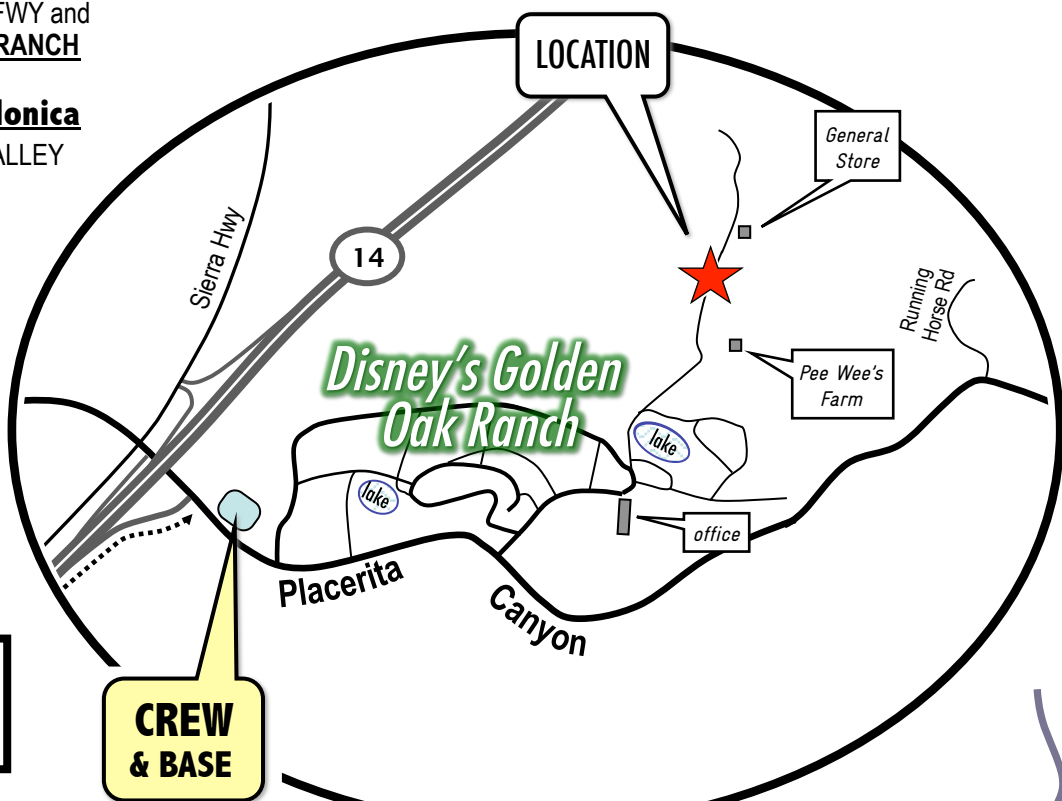 FWY and
RANCH
LOCATION
General
Store
ALLEY
Sierra Hwy
14
Running
Horse Rd
Disney's Golden
Oak Ranch
Pee Wee's
Farm
lake
lake
office
Placerita
Canyon
CREW
& BASE